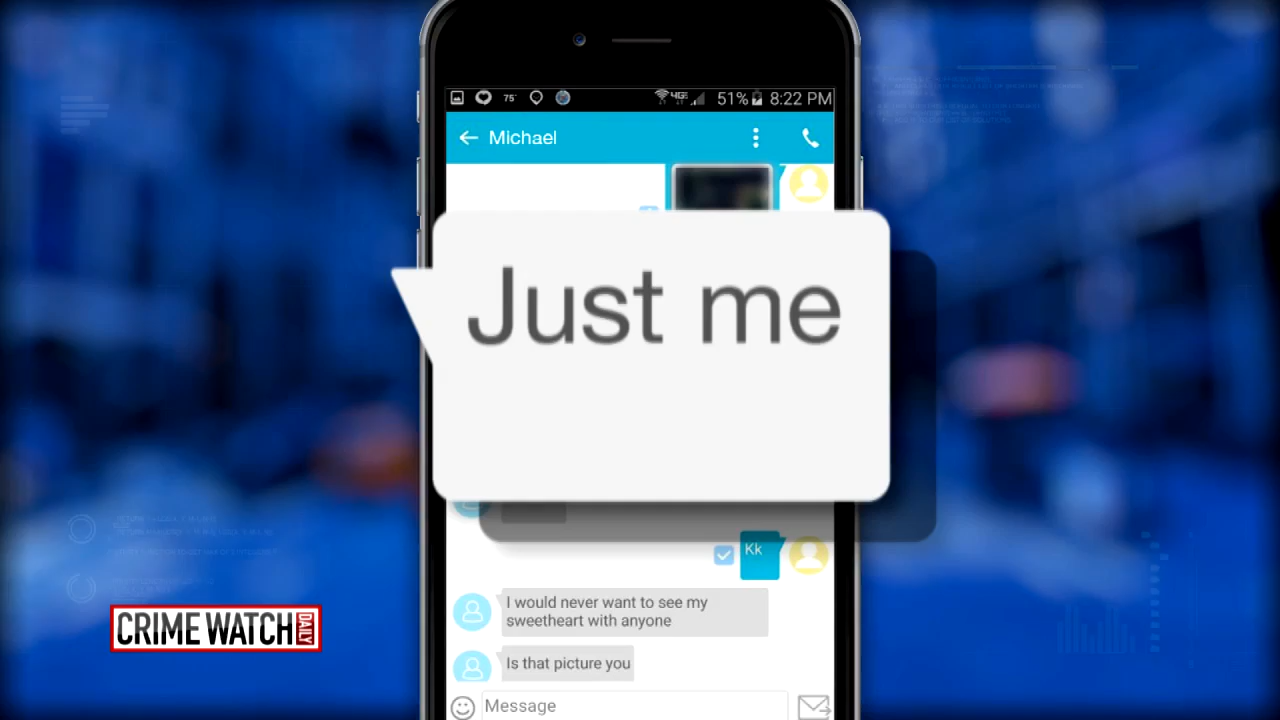 75°
4G
51%
8:22 PM
Michael
Just me
Kk
I would never want to see my
sweetheart with anyone
Is that picture you
Message
CRIME WATCH
DAILY